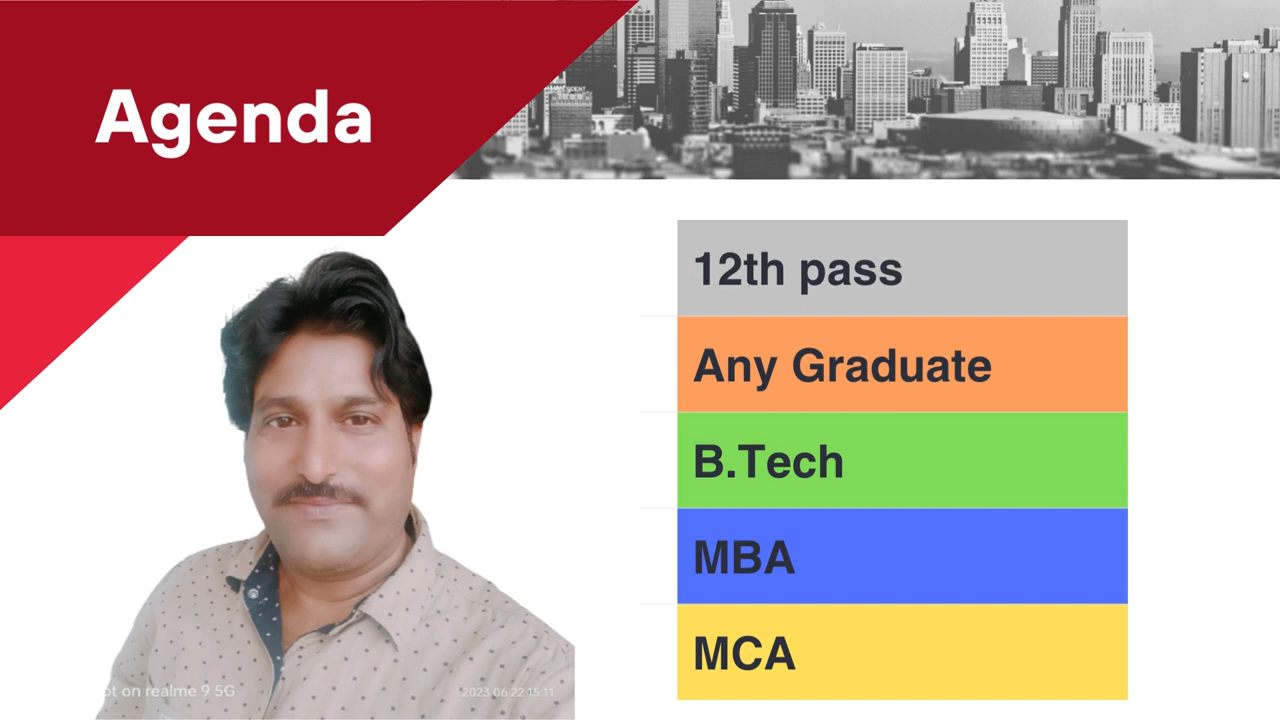 Agenda
12th pass
Any Graduate
B.Tech
MBA
MCA
ot on realme 9 5G
2023 06 22 15:11